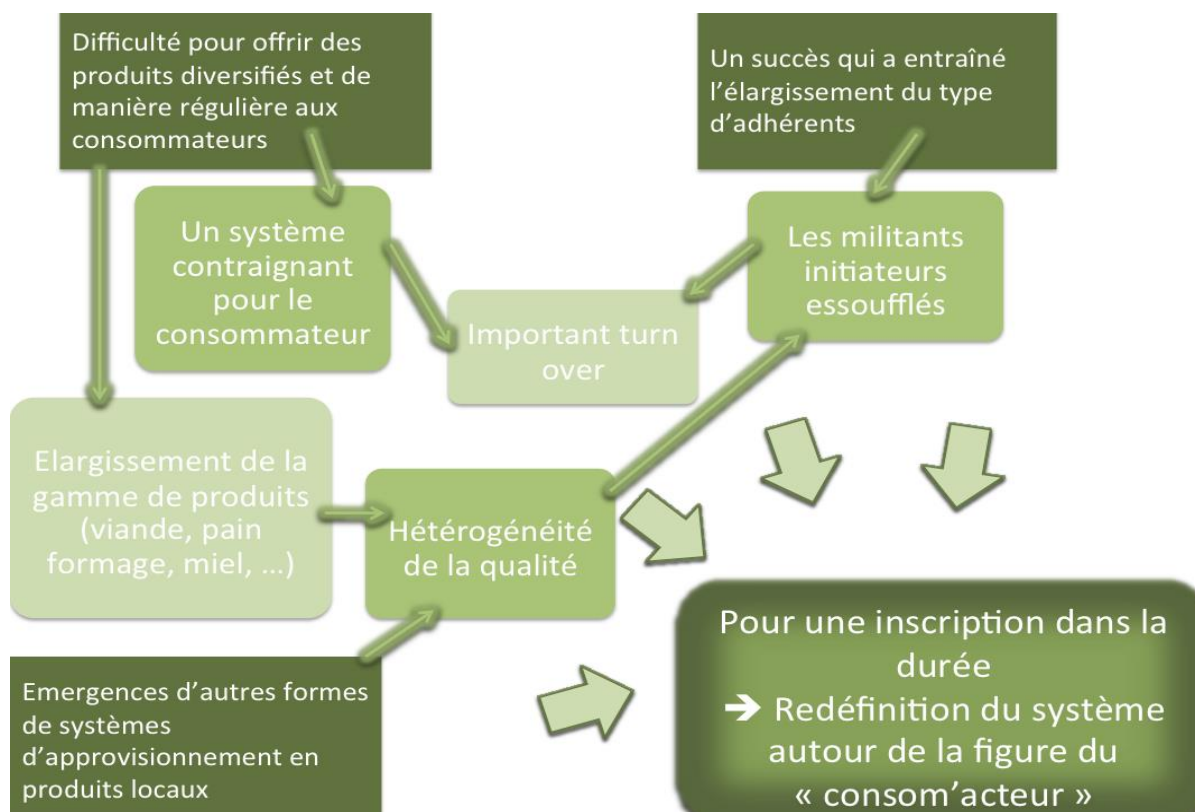 Difficulté pour offrir des
produits diversifiés et de
manière régulière aux
consommateurs
Un succès qui a entraîné
l'élargissement du type
d'adhérents
Un système
contraignant
pour le
consommateur
Les militants
initiateurs
essoufflés
Important turn
over
Elargissement de la
gamme de produits
(viande, pain
formage, miel, ...)
Hétérogénéité
de la qualité
Emergences d'autres formes
de systèmes
d'approvisionnement en
produits locaux
Pour une inscription dans la
durée
➔ Redéfinition du système
autour de la figure du
« consom'acteur »